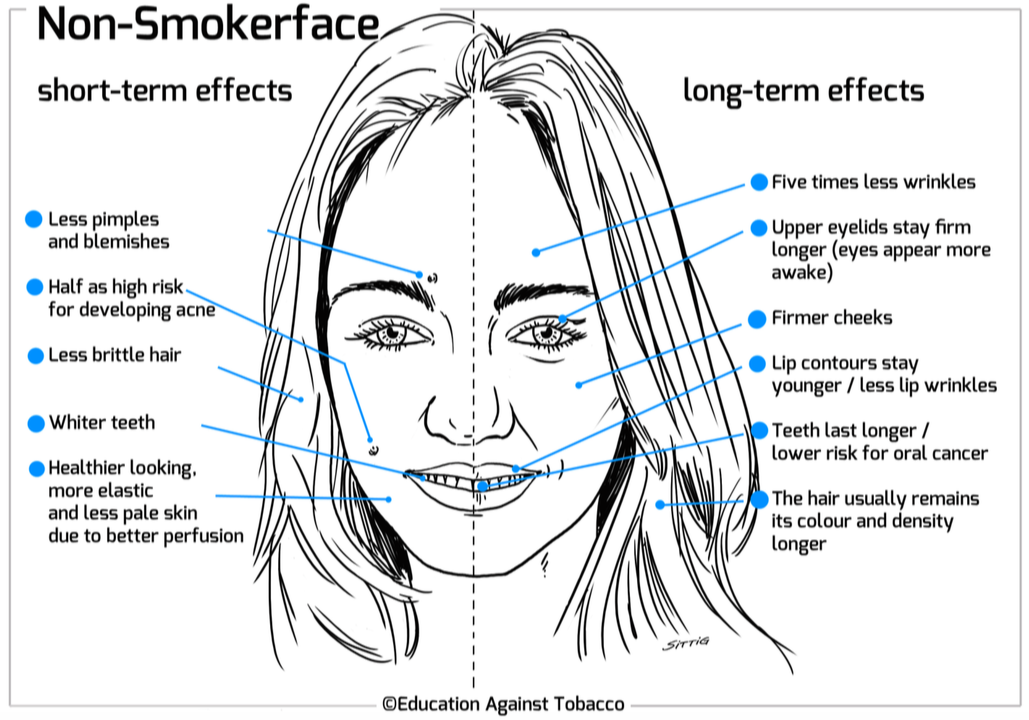 Non-Smokerface
short-term effects
Less pimples
and blemishes
Half as high risk
for developing acne
Less brittle hair
Whiter teeth
Healthier looking,
more elastic
and less pale skin
due to better perfusion
long-term effects
Five times less wrinkles
Upper eyelids stay firm
longer (eyes appear more
awake)
Firmer cheeks
Lip contours stay
younger / less lip wrinkles
Teeth last longer /
lower risk for oral cancer
The hair usually remains
its colour and density
longer
SiTTiG
©Education Against Tobacco